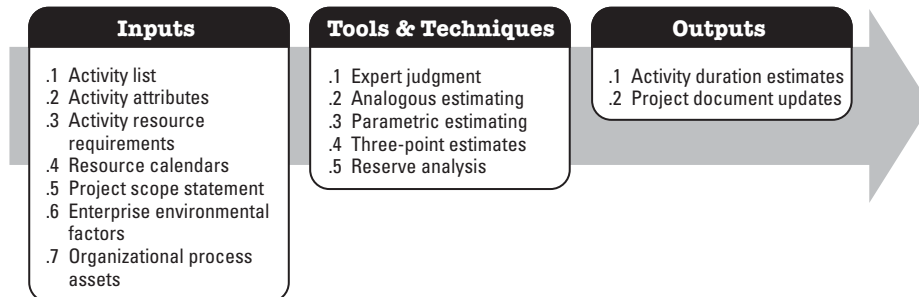 Inputs
.1 Activity list
.2 Activity attributes
.3 Activity resource
requirements
.4 Resource calendars
.5 Project scope statement
.6 Enterprise environmental
factors
.7 Organizational process
assets
Tools & Techniques
.1 Expert judgment
.2 Analogous estimating
.3 Parametric estimating
.4 Three-point estimates
.5 Reserve analysis
Outputs
.1 Activity duration estimates
.2 Project document updates